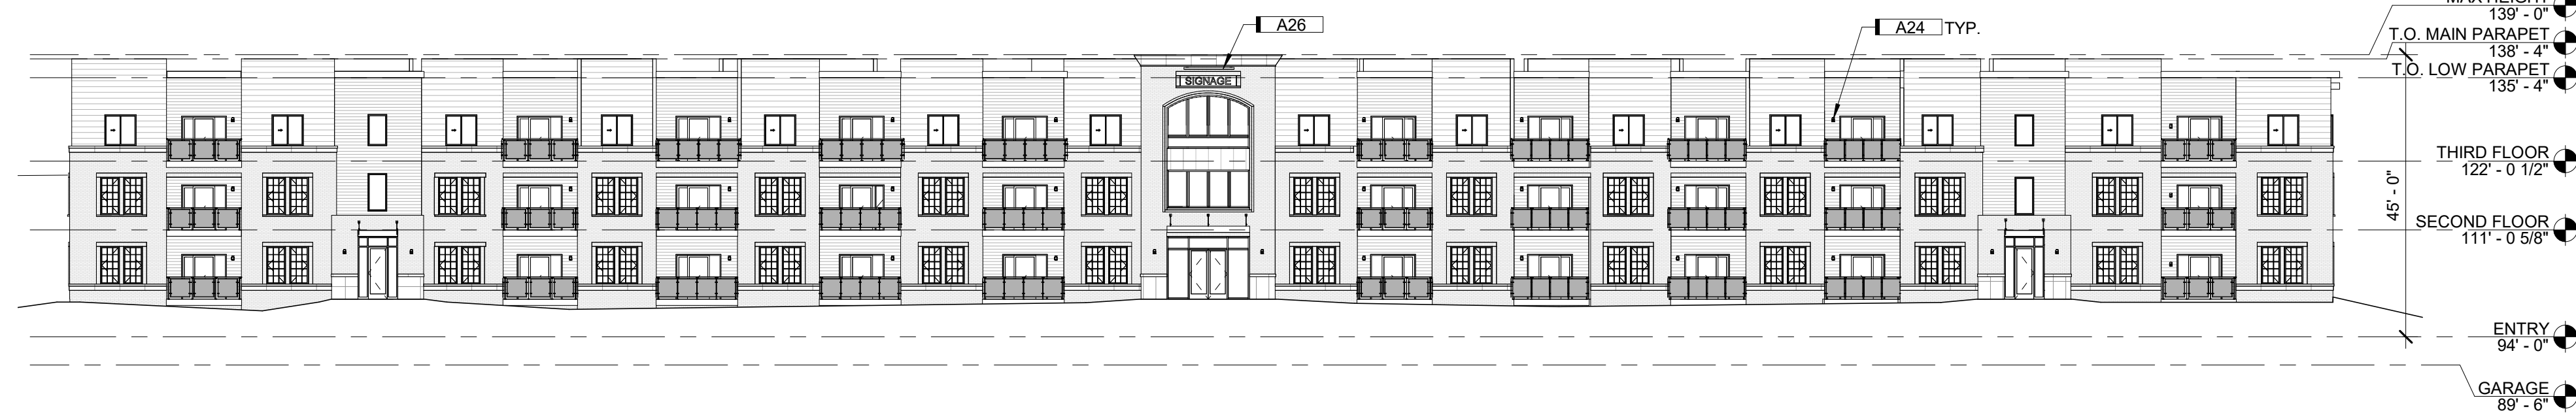 A26
A24 TYP.
SIGNAGE
MAX HEIGHT
139' - 0"
T.O. MAIN PARAPET
138' - 4"
T.O. LOW PARAPET
135' - 4"
THIRD FLOOR
122' - 0 1/2"
45' - 0"
SECOND FLOOR
111' - 0 5/8"
ENTRY
94' - 0"
GARAGE
89' - 6"